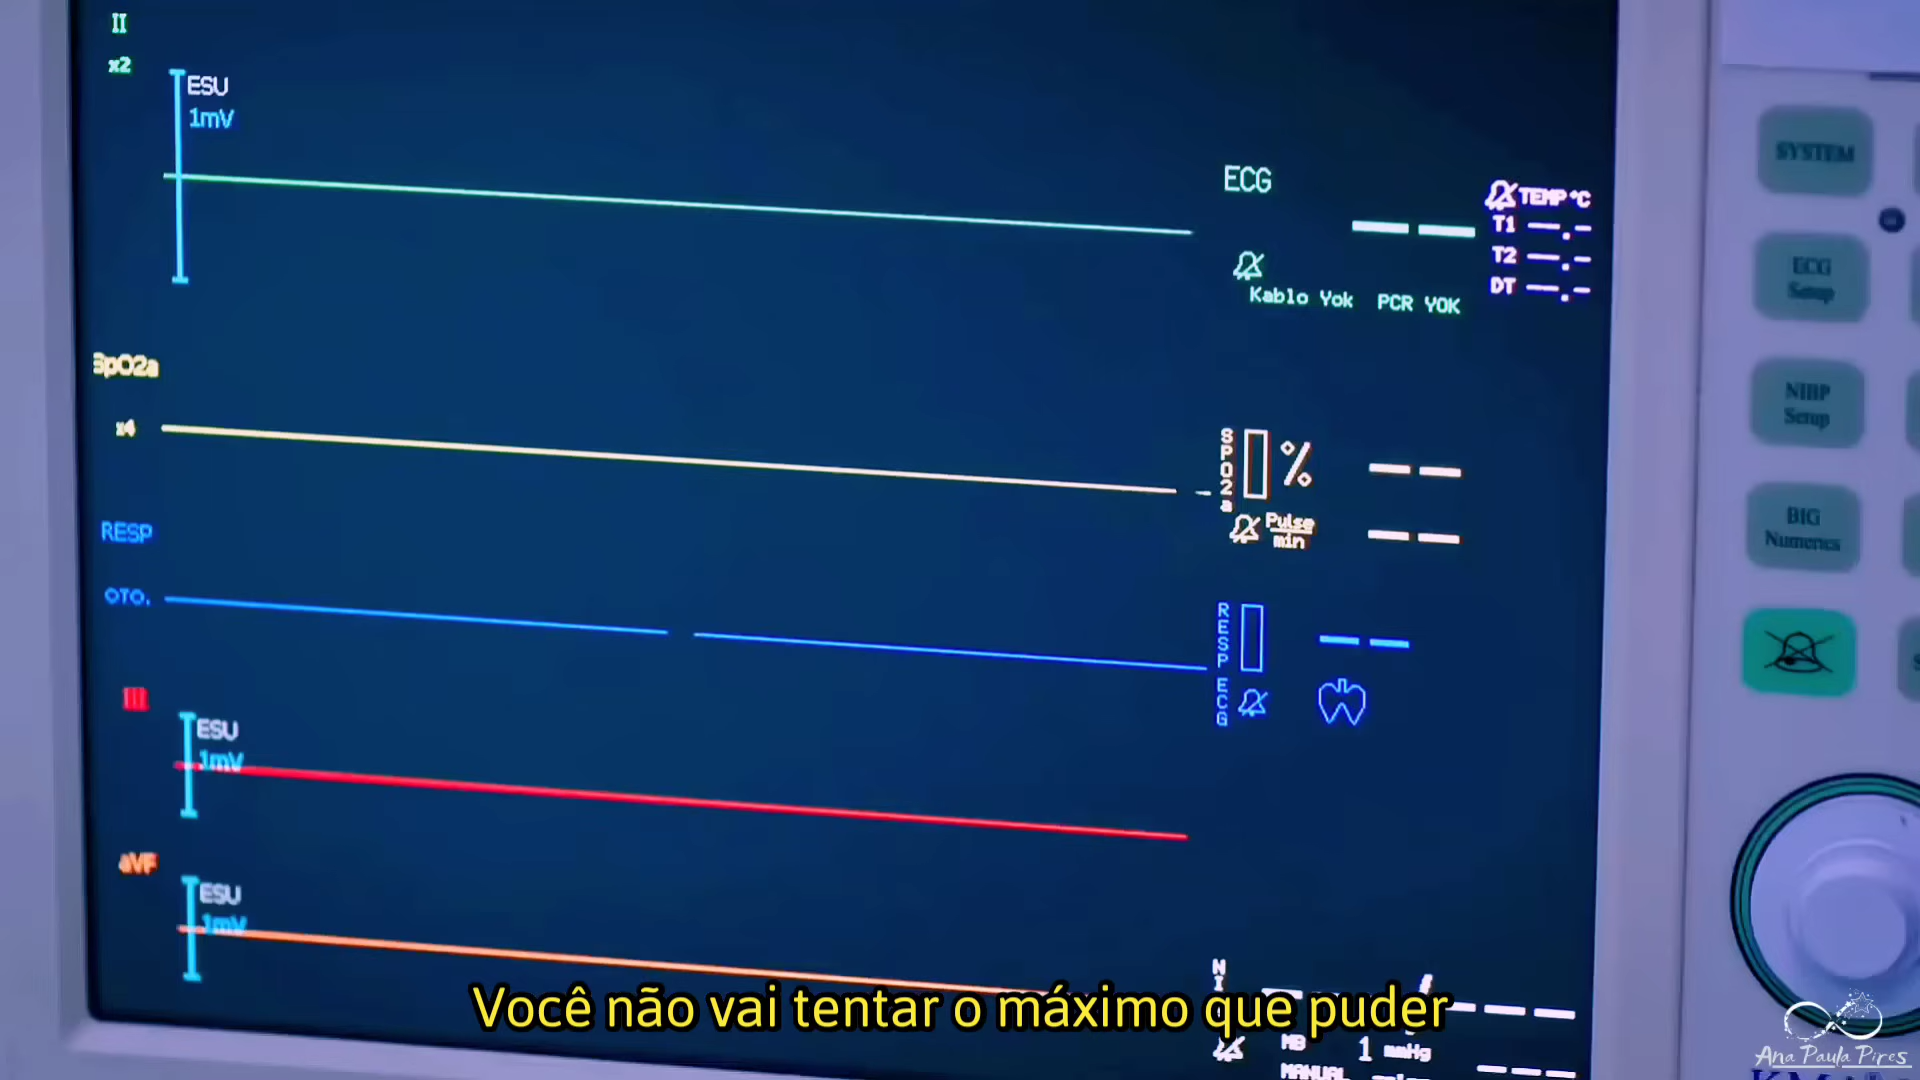 II
x2
ESU
1mV
ECG
TEMP °C
T1 --.-
T2 --.-
DT --.-
Kablo Yok PCR YOK
SpO2a
x4
SPO2a
%
Pulse
min
RESP
OTO.
RESP
ECG
III
ESU
1mV
aVF
ESU
1mV
NI
MB
1 mmHg
MANUAL
SYSTEM
ECG
Setup
NIBP
Setup
BIG
Numerics
Você não vai tentar o máximo que puder
Ana Paula Pires